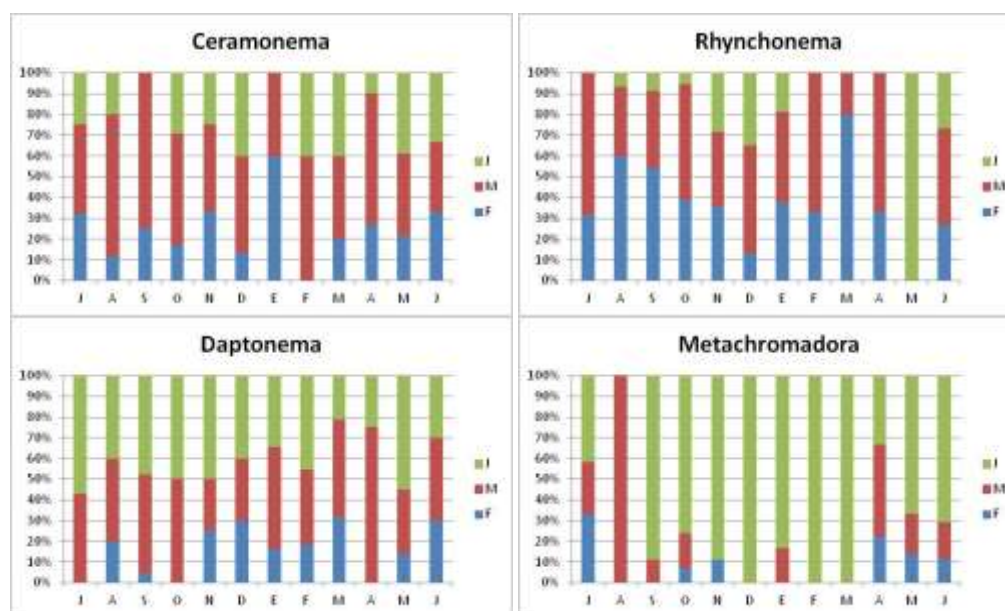 Ceramonema
100%
90%
80%
70%
60%
50%
40%
30%
20%
10%
0%
J A S O N D E F M A M J
J
M
F
Rhynchonema
100%
90%
80%
70%
60%
50%
40%
30%
20%
10%
0%
J A S O N D E F M A M J
J
M
F
Daptonema
100%
90%
80%
70%
60%
50%
40%
30%
20%
10%
0%
J A S O N D E F M A M J
J
M
F
Metachromadora
100%
90%
80%
70%
60%
50%
40%
30%
20%
10%
0%
J A S O N D E F M A M J
J
M
F